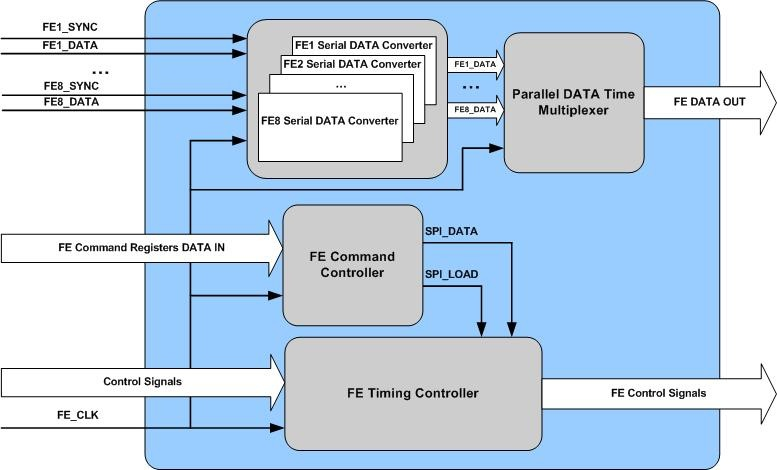 FE1_SYNC
FE1_DATA
...
FE8_SYNC
FE8_DATA
FE1 Serial DATA Converter
FE2 Serial DATA Converter
...
FE8 Serial DATA Converter
FE1_DATA
...
FE8_DATA
Parallel DATA Time
Multiplexer
FE DATA OUT
FE Command Registers DATA IN
FE Command
Controller
SPI_DATA
SPI_LOAD
Control Signals
FE Timing Controller
FE Control Signals
FE_CLK